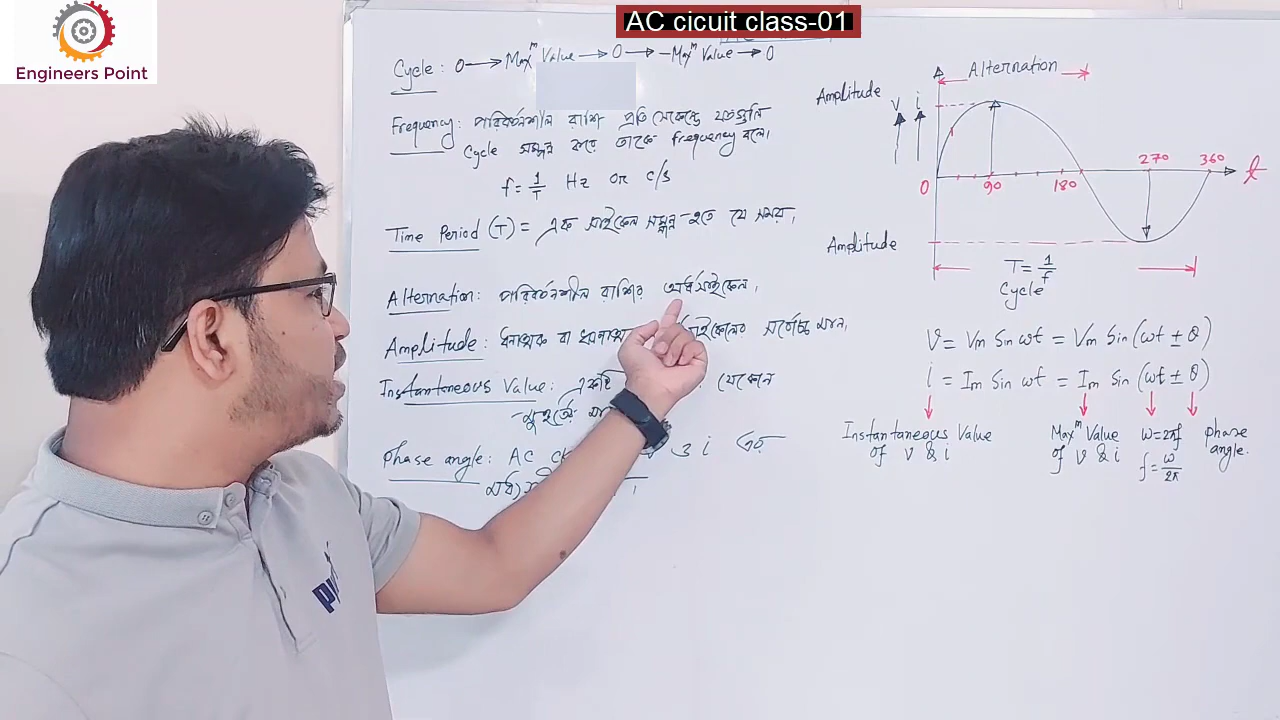 AC cicuit class-01
Engineers Point
Cycle: 0 → Maxᵐ Value → 0 → -Maxᵐ Value → 0
Frequency: পরিবর্তনশীল রাশি প্রতি সেকেন্ডে যতগুলি
Cycle সম্পন্ন করে তাকে frequency বলে।
f = 1/T Hz or c/s
Time Period (T) = এক সাইকেল সম্পন্ন হতে যে সময়।
Alternation: পরিবর্তনশীল রাশির অর্ধসাইকেল।
Amplitude: ধনাত্মক বা ঋণাত্মক সাইকেলের সর্বোচ্চ মান।
Instantaneous Value: একটি যেকোন
মুহূর্তে
Phase angle: AC ও i এর
Alternation
Amplitude
v i
0 90 180 270 360 t
Amplitude
T = 1/f
Cycle
v = Vm Sin ωt = Vm Sin (ωt ± θ)
i = Im Sin ωt = Im Sin (ωt ± θ)
Instantaneous Value of v & i
Maxᵐ Value of v & i
ω = 2πf
f = ω/2π
phase angle.